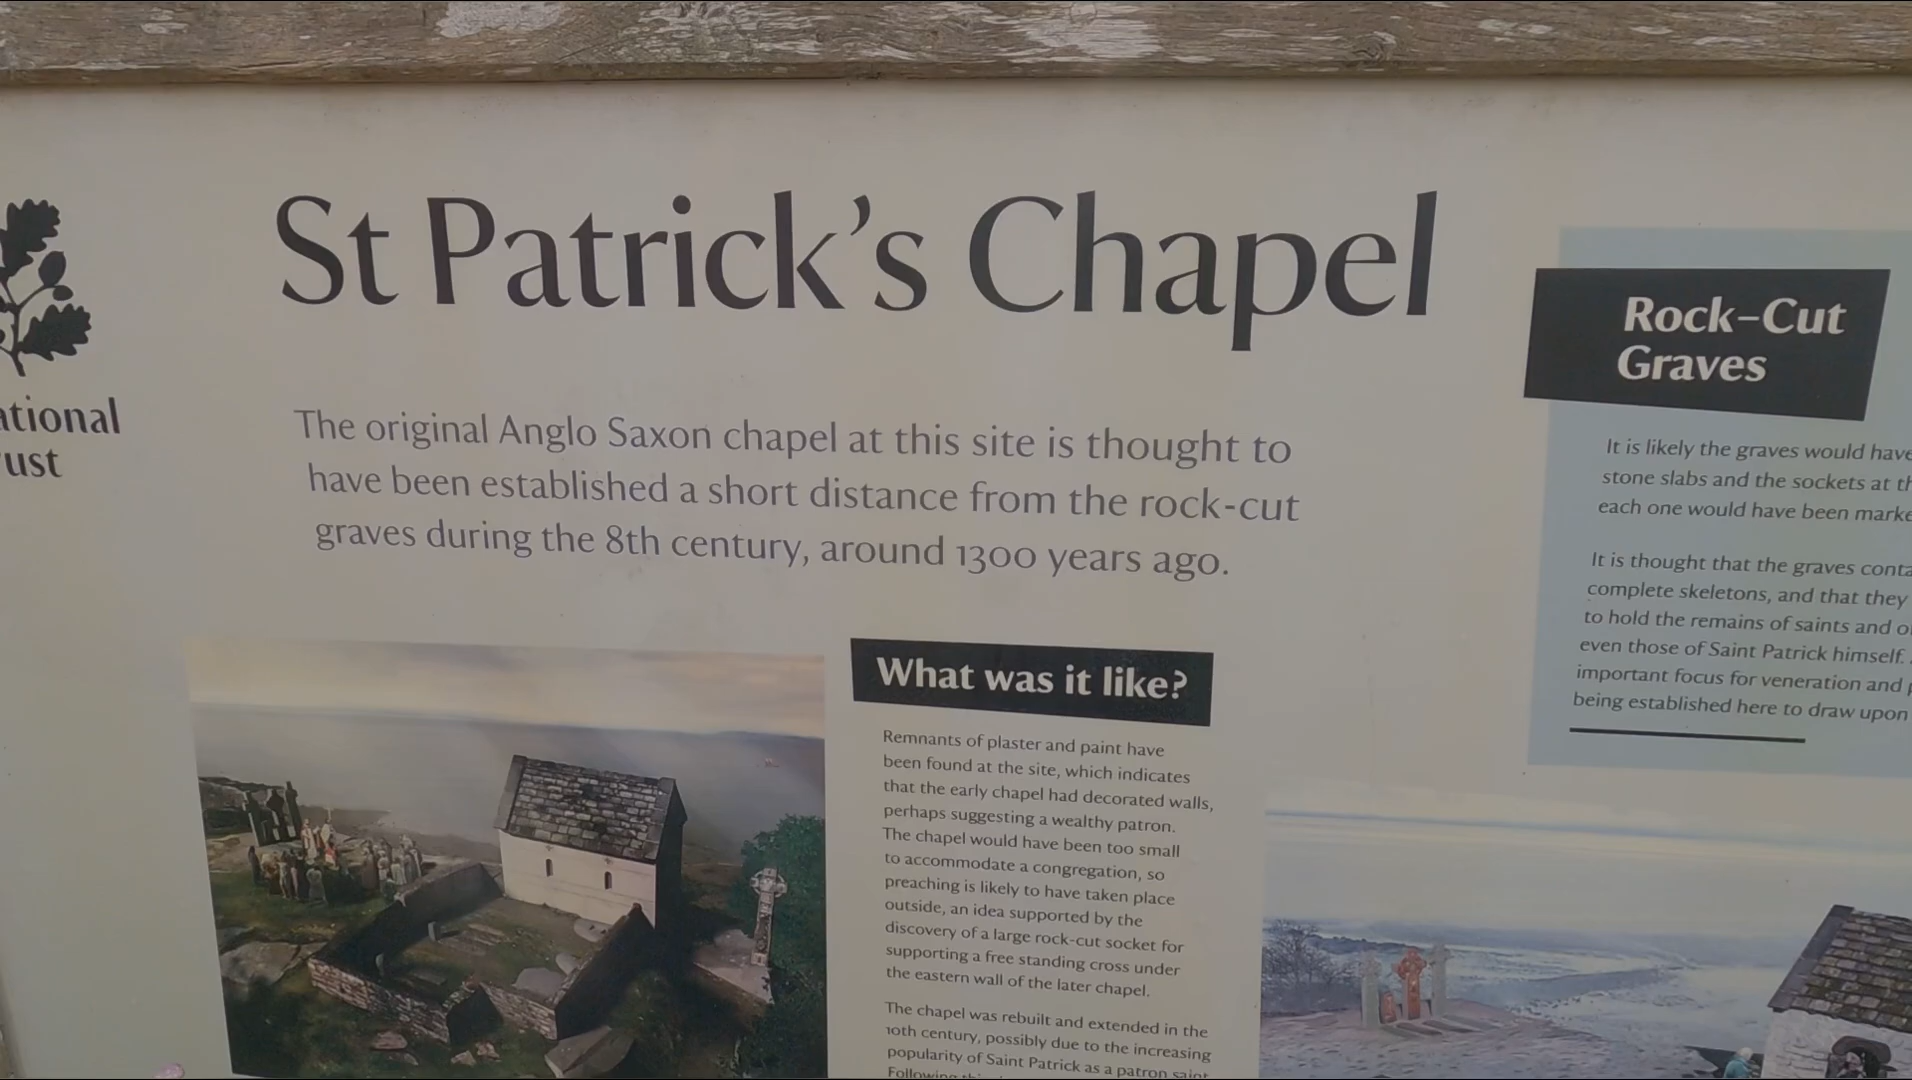 ational
ust
St Patrick's Chapel
The original Anglo Saxon chapel at this site is thought to
have been established a short distance from the rock-cut
graves during the 8th century, around 1300 years ago.
What was it like?
Remnants of plaster and paint have
been found at the site, which indicates
that the early chapel had decorated walls,
perhaps suggesting a wealthy patron.
The chapel would have been too small
to accommodate a congregation, so
preaching is likely to have taken place
outside, an idea supported by the
discovery of a large rock-cut socket for
supporting a free standing cross under
the eastern wall of the later chapel.
The chapel was rebuilt and extended in the
10th century, possibly due to the increasing
popularity of Saint Patrick as a patron saint.
Following
Rock-Cut
Graves
It is likely the graves would have
stone slabs and the sockets at th
each one would have been marke
It is thought that the graves conta
complete skeletons, and that they
to hold the remains of saints and o
even those of Saint Patrick himself.
important focus for veneration and p
being established here to draw upon